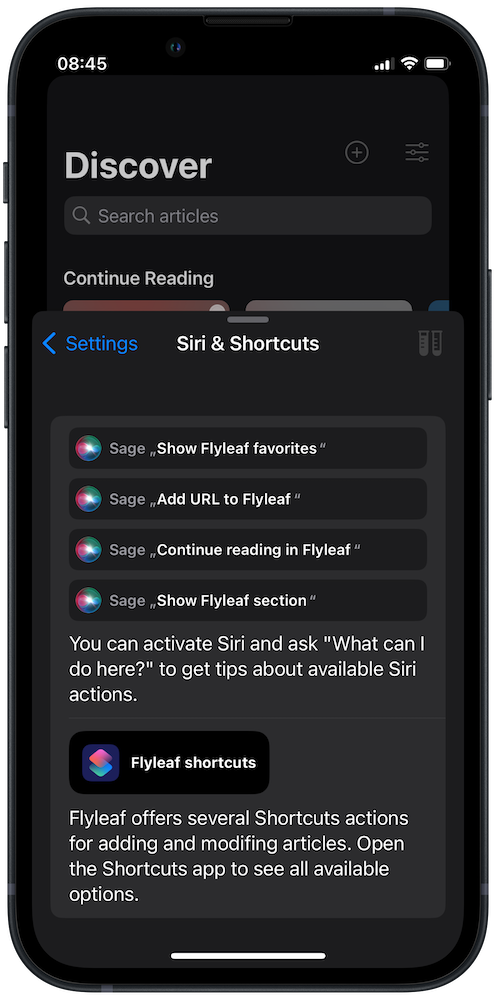 08:45
Discover
Search articles
Continue Reading
Settings
Siri & Shortcuts
Sage „Show Flyleaf favorites“
Sage „Add URL to Flyleaf“
Sage „Continue reading in Flyleaf“
Sage „Show Flyleaf section“
You can activate Siri and ask "What can I
do here?" to get tips about available Siri
actions.
Flyleaf shortcuts
Flyleaf offers several Shortcuts actions
for adding and modifing articles. Open
the Shortcuts app to see all available
options.